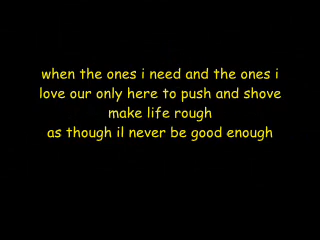 when the ones i need and the ones i
love our only here to push and shove
make life rough
as though il never be good enough